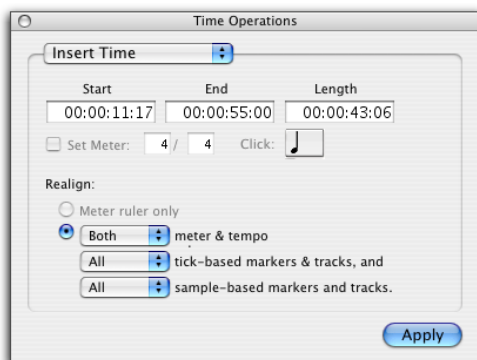 Time Operations
Insert Time
Start End Length
00:00:11:17 00:00:55:00 00:00:43:06
Set Meter: 4 / 4 Click:
Realign:
Meter ruler only
Both meter & tempo
All tick-based markers & tracks, and
All sample-based markers and tracks.
Apply